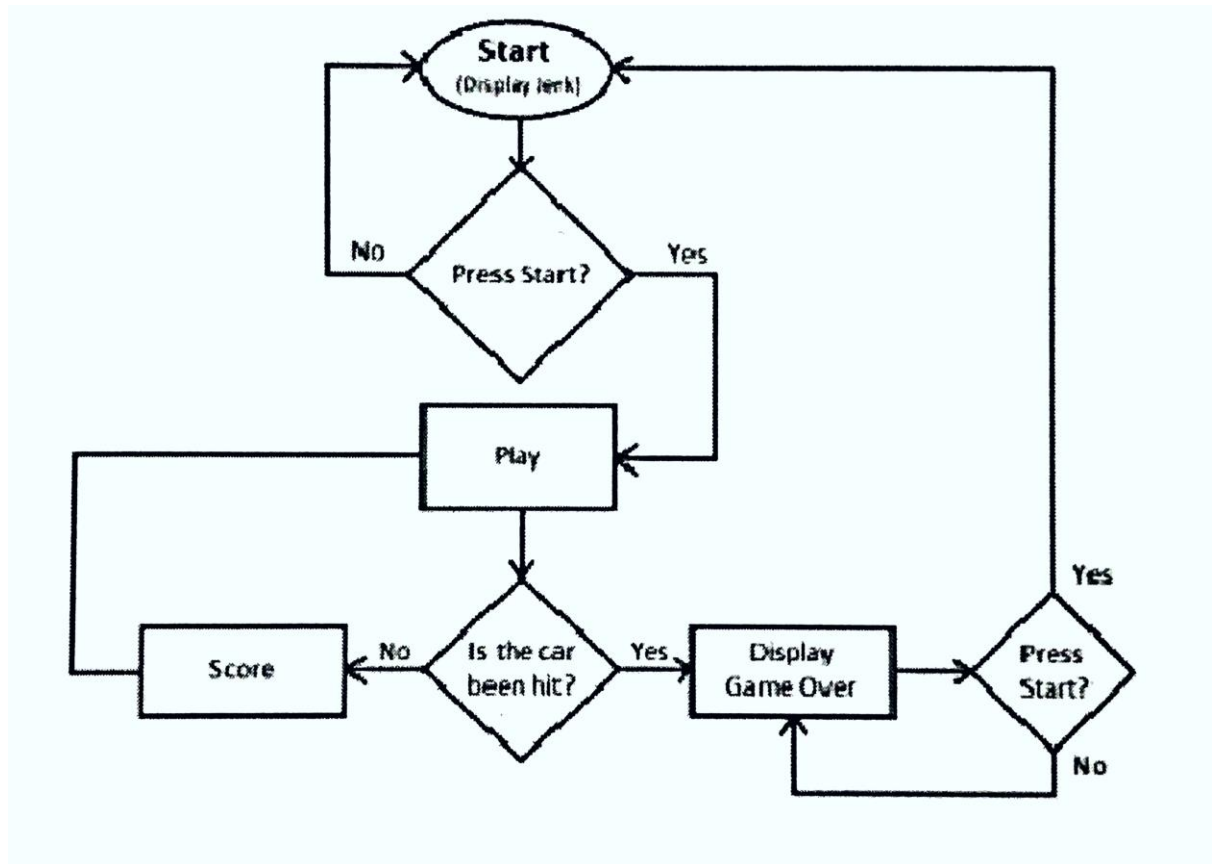 Start
(Display
No
Yes
Press Start?
Play
Yes
Score
No
Is the car
been hit?
Yes
Display
Game Over
Press
Start?
No